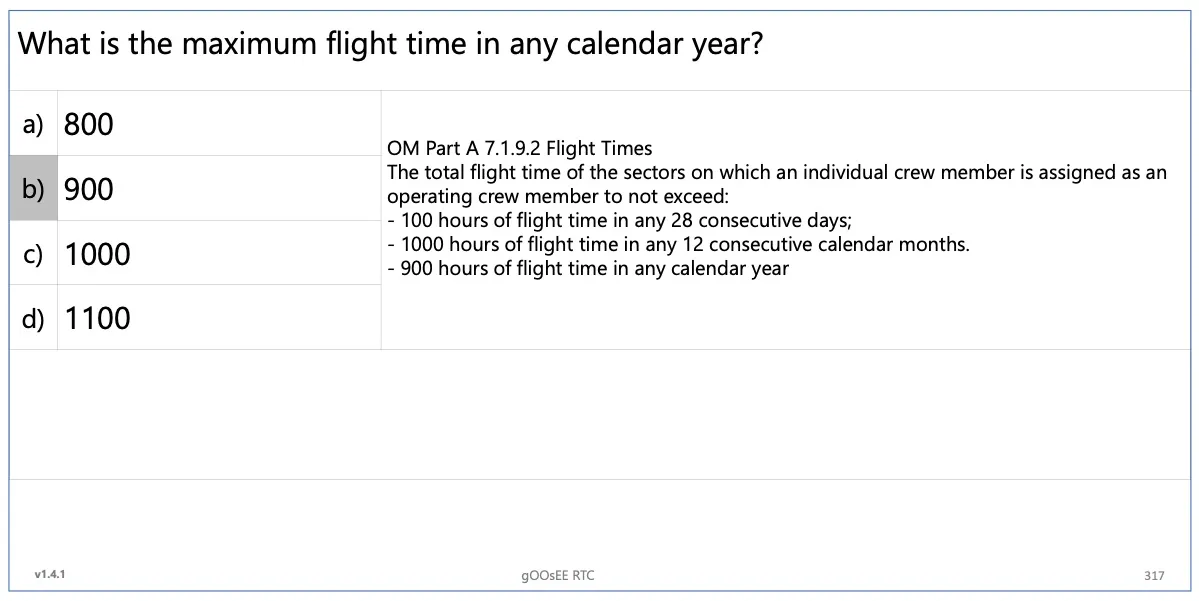 What is the maximum flight time in any calendar year?
a) 800
b) 900
c) 1000
d) 1100
OM Part A 7.1.9.2 Flight Times
The total flight time of the sectors on which an individual crew member is assigned as an
operating crew member to not exceed:
- 100 hours of flight time in any 28 consecutive days;
- 1000 hours of flight time in any 12 consecutive calendar months.
- 900 hours of flight time in any calendar year
v1.4.1
gOOsEE RTC
317